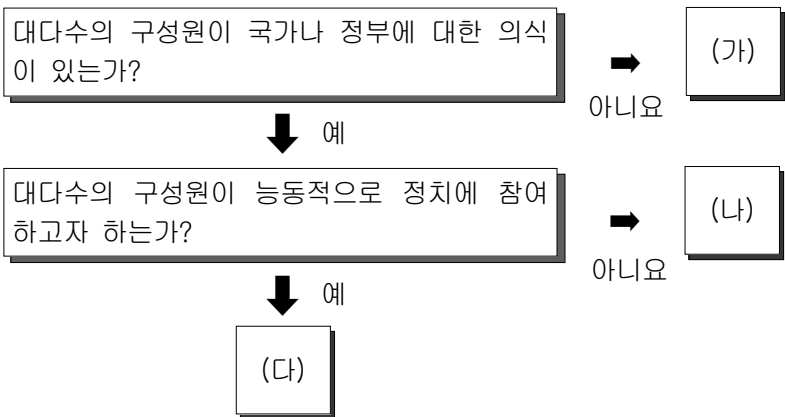 대다수의 구성원이 국가나 정부에 대한 의식
이 있는가?
(가)
아니요
예
대다수의 구성원이 능동적으로 정치에 참여
하고자 하는가?
(나)
아니요
예
(다)